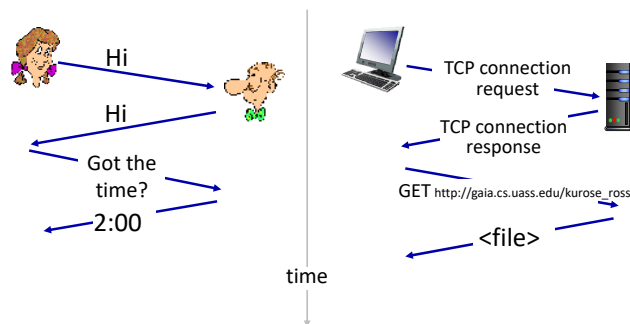 Hi
Hi
Got the
time?
2:00
TCP connection
request
TCP connection
response
GET http://gaia.cs.uass.edu/kurose_ross
<file>
time